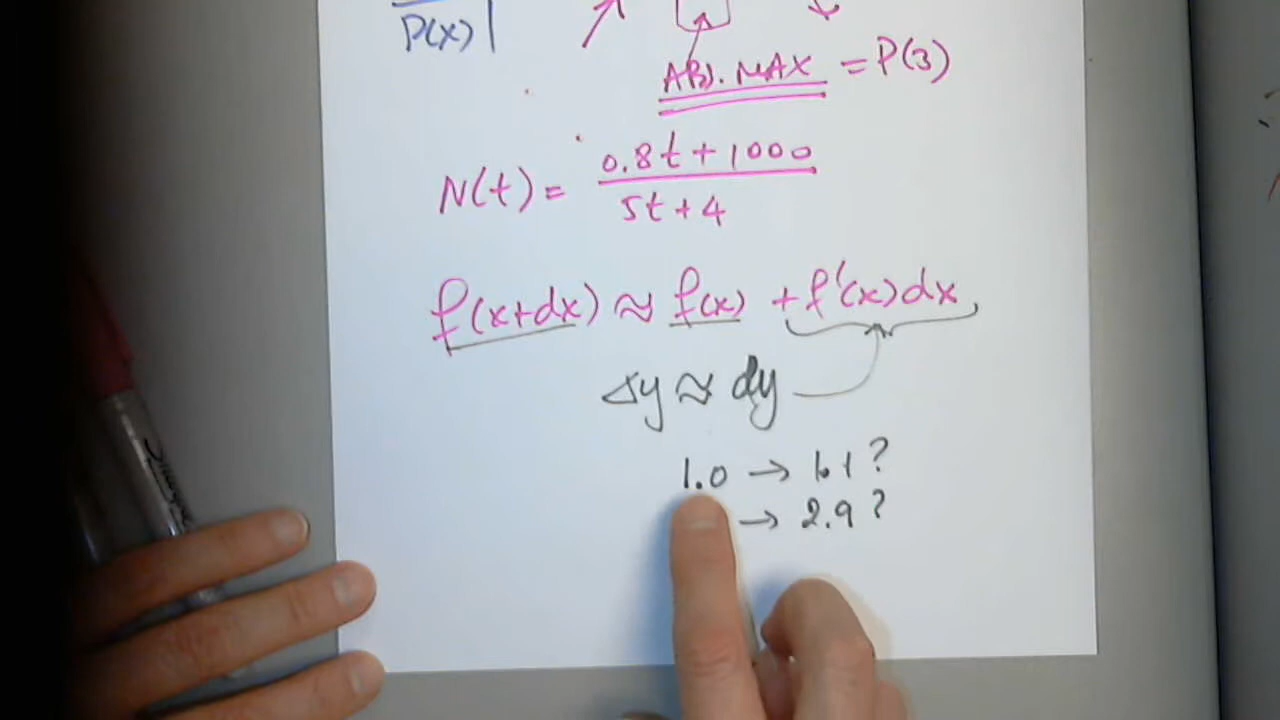 P(x)
ABS. MAX = P(3)
N(t) = 0.8t + 1000 / 5t + 4
f(x+dx) ≈ f(x) + f'(x)dx
Δy ≈ dy
1.0 → 1.1?
→ 2.9?